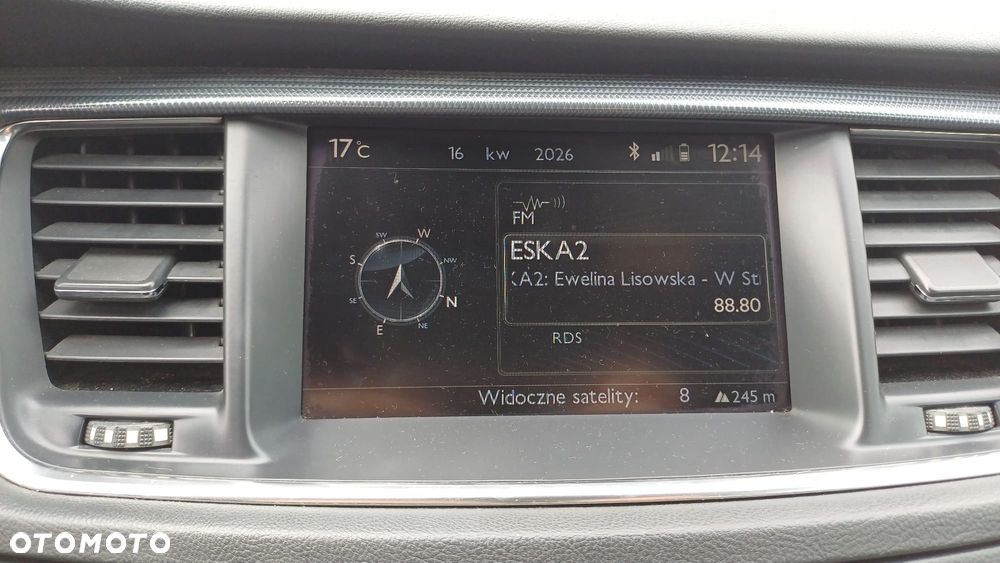 17°C 16 kw 2026 12:14
FM
ESKA2
KA2: Ewelina Lisowska - W St
88.80
RDS
SW W NW N NE E SE S
Widoczne satelity: 8 245 m
OTOMOTO